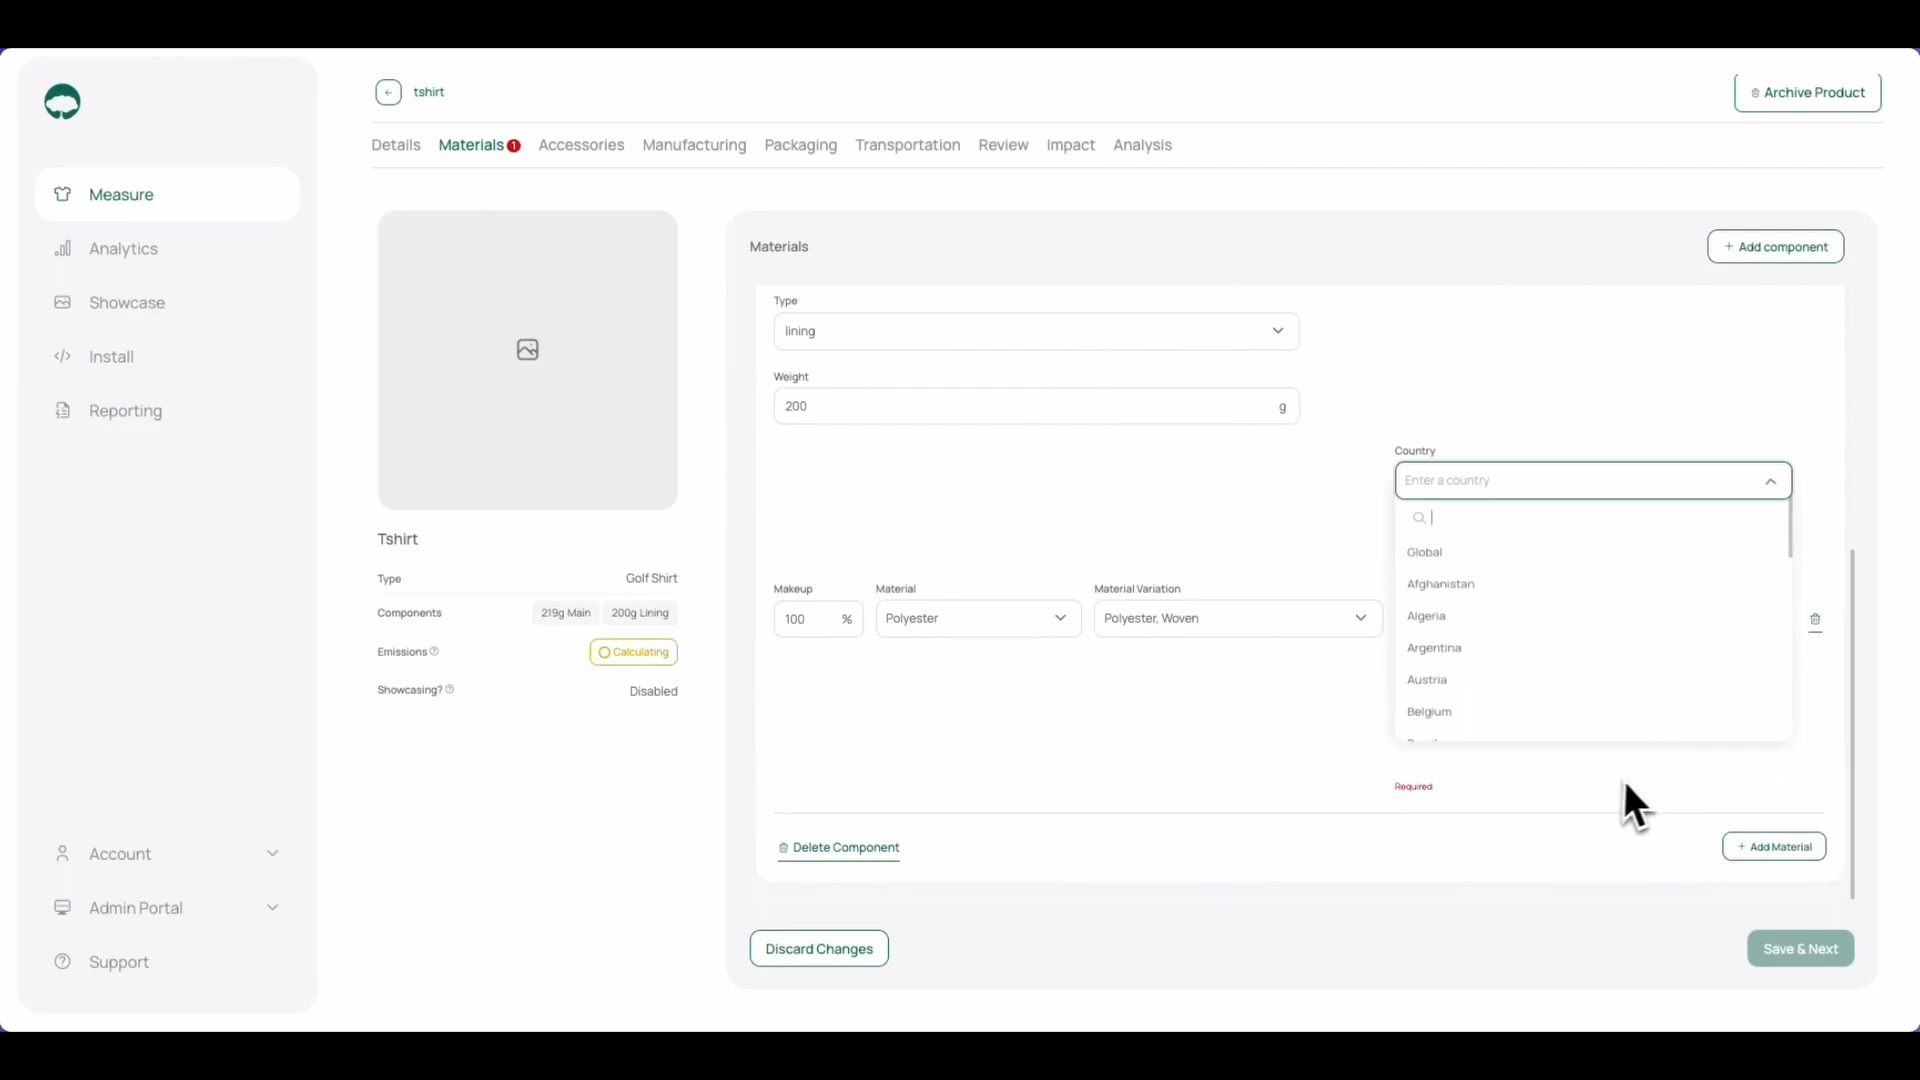 tshirt
Archive Product
Details Materials 1 Accessories Manufacturing Packaging Transportation Review Impact Analysis
Measure
Analytics
Showcase
Install
Reporting
Account
Admin Portal
Support
Tshirt
Type Golf Shirt
Components 219g Main 200g Lining
Emissions Calculating
Showcasing? Disabled
Materials
+ Add component
Type
lining
Weight
200 g
Country
Enter a country
Global
Afghanistan
Algeria
Argentina
Austria
Belgium
Makeup Material Material Variation
100 % Polyester Polyester, Woven
Required
Delete Component
+ Add Material
Discard Changes
Save & Next